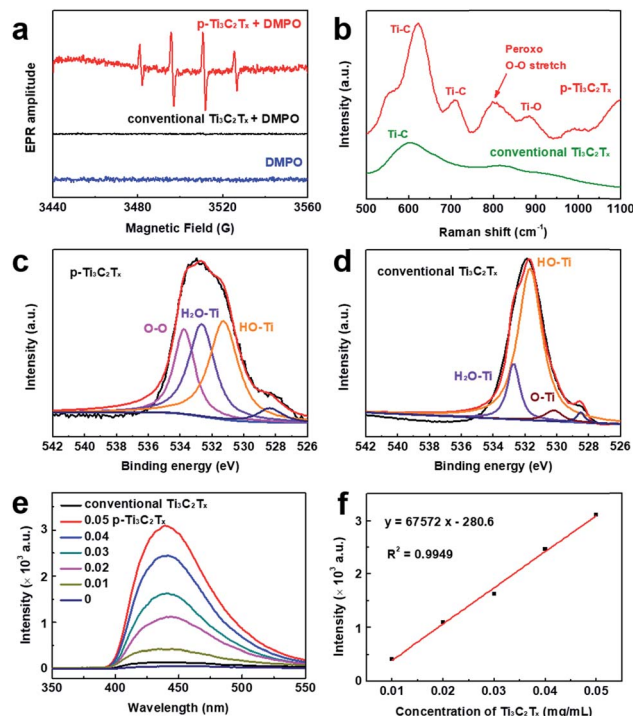 a
p-Ti₃C₂Tₓ + DMPO
conventional Ti₃C₂Tₓ + DMPO
DMPO
EPR amplitude
3440 3480 3520 3560
Magnetic Field (G)
b
Ti-C
Ti-C
Peroxo
O-O stretch
Ti-O
p-Ti₃C₂Tₓ
Ti-C
conventional Ti₃C₂Tₓ
Intensity (a.u.)
500 600 700 800 900 1000 1100
Raman shift (cm⁻¹)
c
p-Ti₃C₂Tₓ
O-O
H₂O-Ti
HO-Ti
Intensity (a.u.)
542 540 538 536 534 532 530 528 526
Binding energy (eV)
d
conventional Ti₃C₂Tₓ
HO-Ti
H₂O-Ti
O-Ti
Intensity (a.u.)
542 540 538 536 534 532 530 528 526
Binding energy (eV)
e
conventional Ti₃C₂Tₓ
0.05 p-Ti₃C₂Tₓ
0.04
0.03
0.02
0.01
0
Intensity (× 10³ a.u.)
3
2
1
0
350 400 450 500 550
Wavelength (nm)
f
y = 67572 x - 280.6
R² = 0.9949
Intensity (× 10³ a.u.)
3
2
1
0
0.01 0.02 0.03 0.04 0.05
Concentration of Ti₃C₂Tₓ (mg/mL)